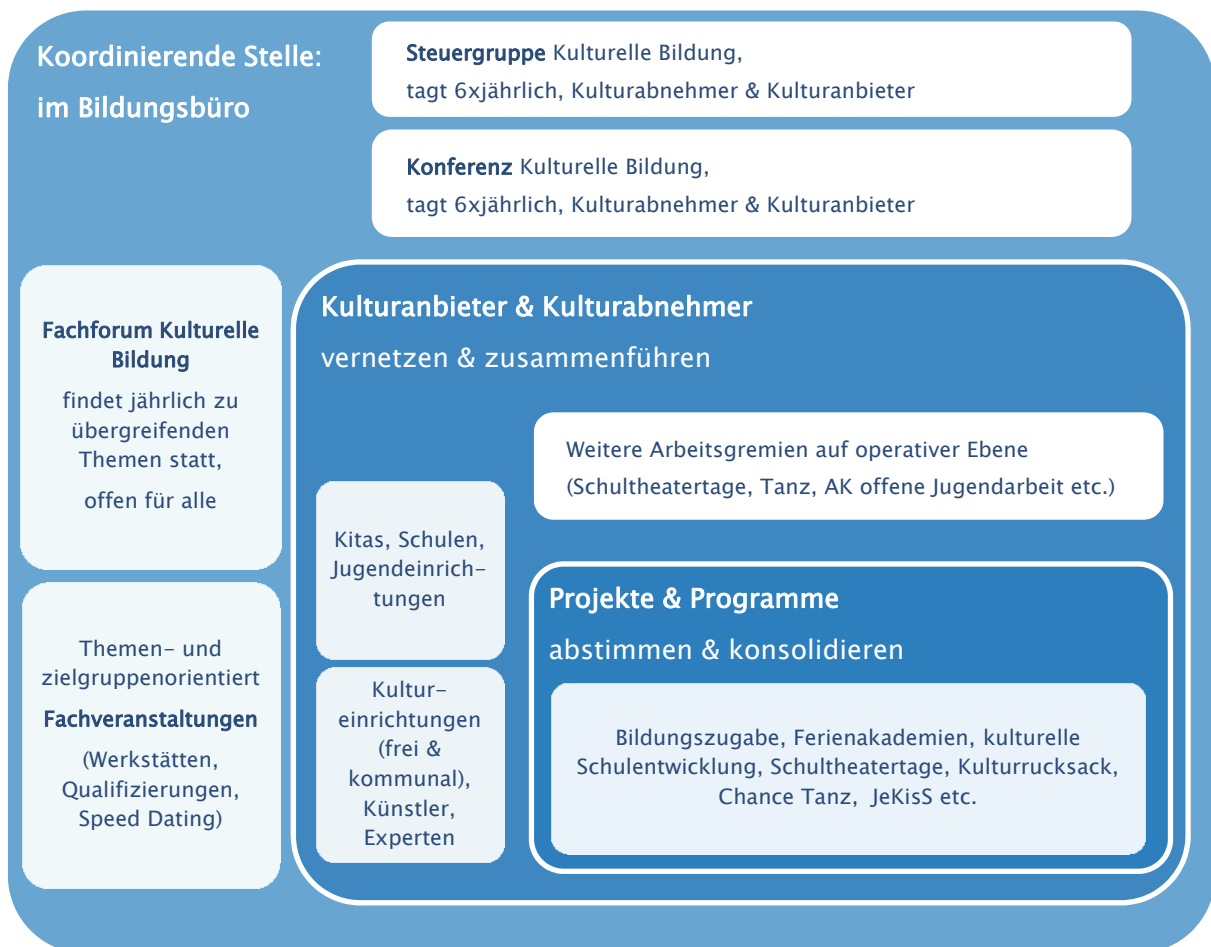 Koordinierende Stelle:
im Bildungsbüro
Steuergruppe Kulturelle Bildung,
tagt 6xjährlich, Kulturabnehmer & Kulturanbieter
Konferenz Kulturelle Bildung,
tagt 6xjährlich, Kulturabnehmer & Kulturanbieter
Fachforum Kulturelle
Bildung
findet jährlich zu
übergreifenden
Themen statt,
offen für alle
Themen- und
zielgruppenorientiert
Fachveranstaltungen
(Werkstätten,
Qualifizierungen,
Speed Dating)
Kulturanbieter & Kulturabnehmer
vernetzen & zusammenführen
Weitere Arbeitsgremien auf operativer Ebene
(Schultheatertage, Tanz, AK offene Jugendarbeit etc.)
Kitas, Schulen,
Jugendeinrich-
tungen
Kultur-
einrichtungen
(frei &
kommunal),
Künstler,
Experten
Projekte & Programme
abstimmen & konsolidieren
Bildungszugabe, Ferienakademien, kulturelle
Schulentwicklung, Schultheatertage, Kulturrucksack,
Chance Tanz, JeKisS etc.